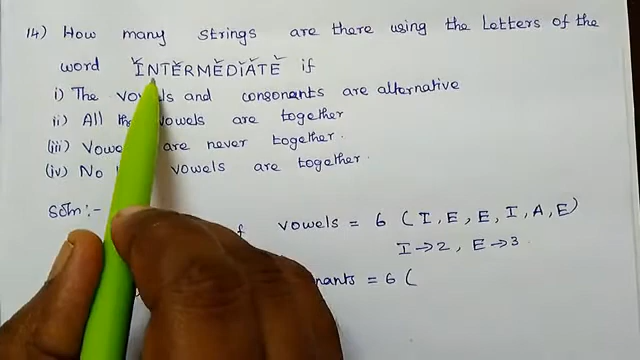 14) How many strings are there using the letters of the
word INTERMEDIATE if
i) The vowels and consonants are alternative
ii) All the vowels are together
(iii) Vowels are never together.
(iv) No vowels are together.
Soln:- vowels = 6 ( I, E, E, I, A, E)
I→2, E→3.
= 6 (